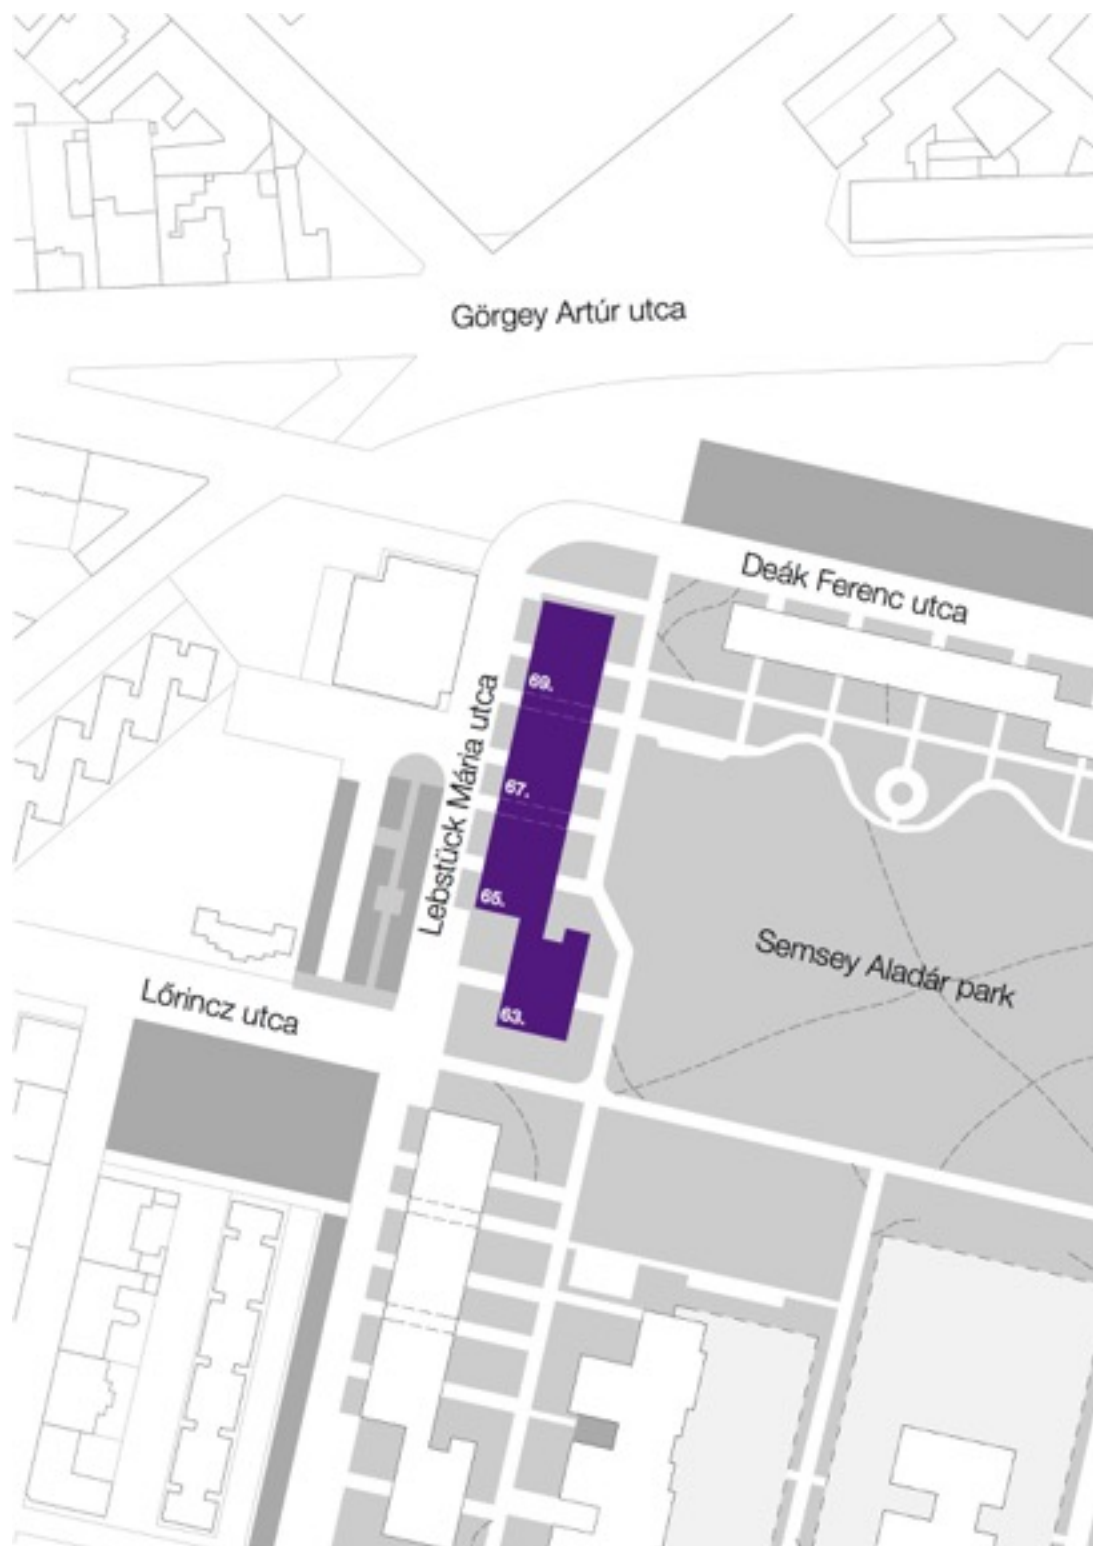 Görgey Artúr utca
Deák Ferenc utca
69.
Lebstück Mária utca
67.
65.
Semsey Aladár park
Lőrincz utca
63.